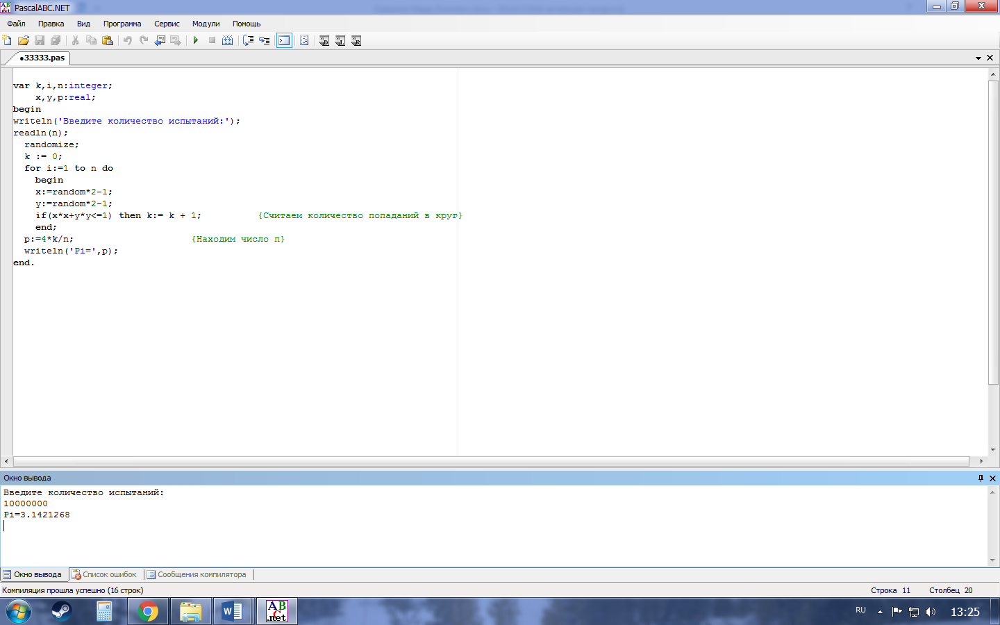 PascalABC.NET
Файл Правка Вид Программа Сервис Модули Помощь
•33333.pas
var k,i,n:integer;
x,y,p:real;
begin
writeln('Введите количество испытаний:');
readln(n);
randomize;
k := 0;
for i:=1 to n do
begin
x:=random*2-1;
y:=random*2-1;
if(x*x+y*y<=1) then k:= k + 1; {Считаем количество попаданий в круг}
end;
p:=4*k/n; {Находим число п}
writeln('Pi=',p);
end.
Окно вывода
Введите количество испытаний:
10000000
Pi=3.1421268
Окно вывода Список ошибок Сообщения компилятора
Компиляция прошла успешно (16 строк) Строка 11 Столбец 20
RU 13:25